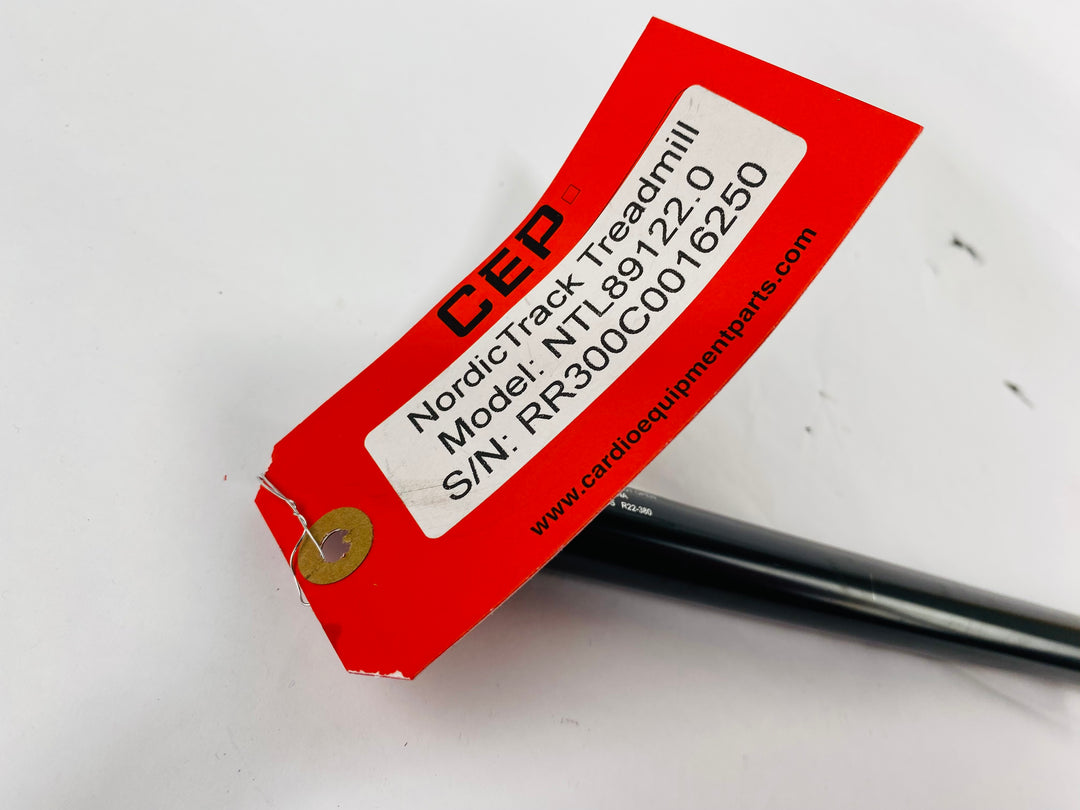 CEP
NordicTrack Treadmill
Model: NTL89122.0
S/N: RR300C0016250
www.cardioequipmentparts.com
R22-380